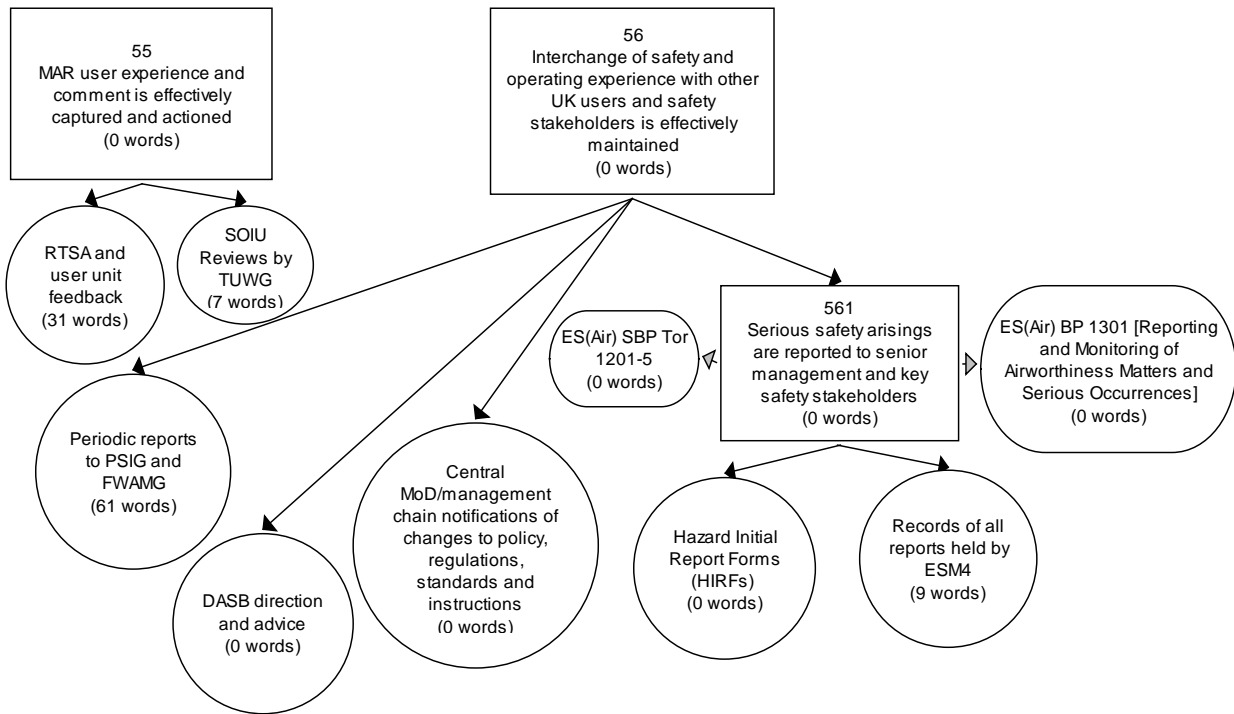 55
MAR user experience and
comment is effectively
captured and actioned
(0 words)
56
Interchange of safety and
operating experience with other
UK users and safety
stakeholders is effectively
maintained
(0 words)
RTSA and
user unit
feedback
(31 words)
SOIU
Reviews by
TUWG
(7 words)
ES(Air) SBP Tor
1201-5
(0 words)
561
Serious safety arisings
are reported to senior
management and key
safety stakeholders
(0 words)
ES(Air) BP 1301 [Reporting
and Monitoring of
Airworthiness Matters and
Serious Occurrences]
(0 words)
Periodic reports
to PSIG and
FWAMG
(61 words)
Central
MoD/management
chain notifications of
changes to policy,
regulations,
standards and
instructions
(0 words)
Hazard Initial
Report Forms
(HIRFs)
(0 words)
Records of all
reports held by
ESM4
(9 words)
DASB direction
and advice
(0 words)